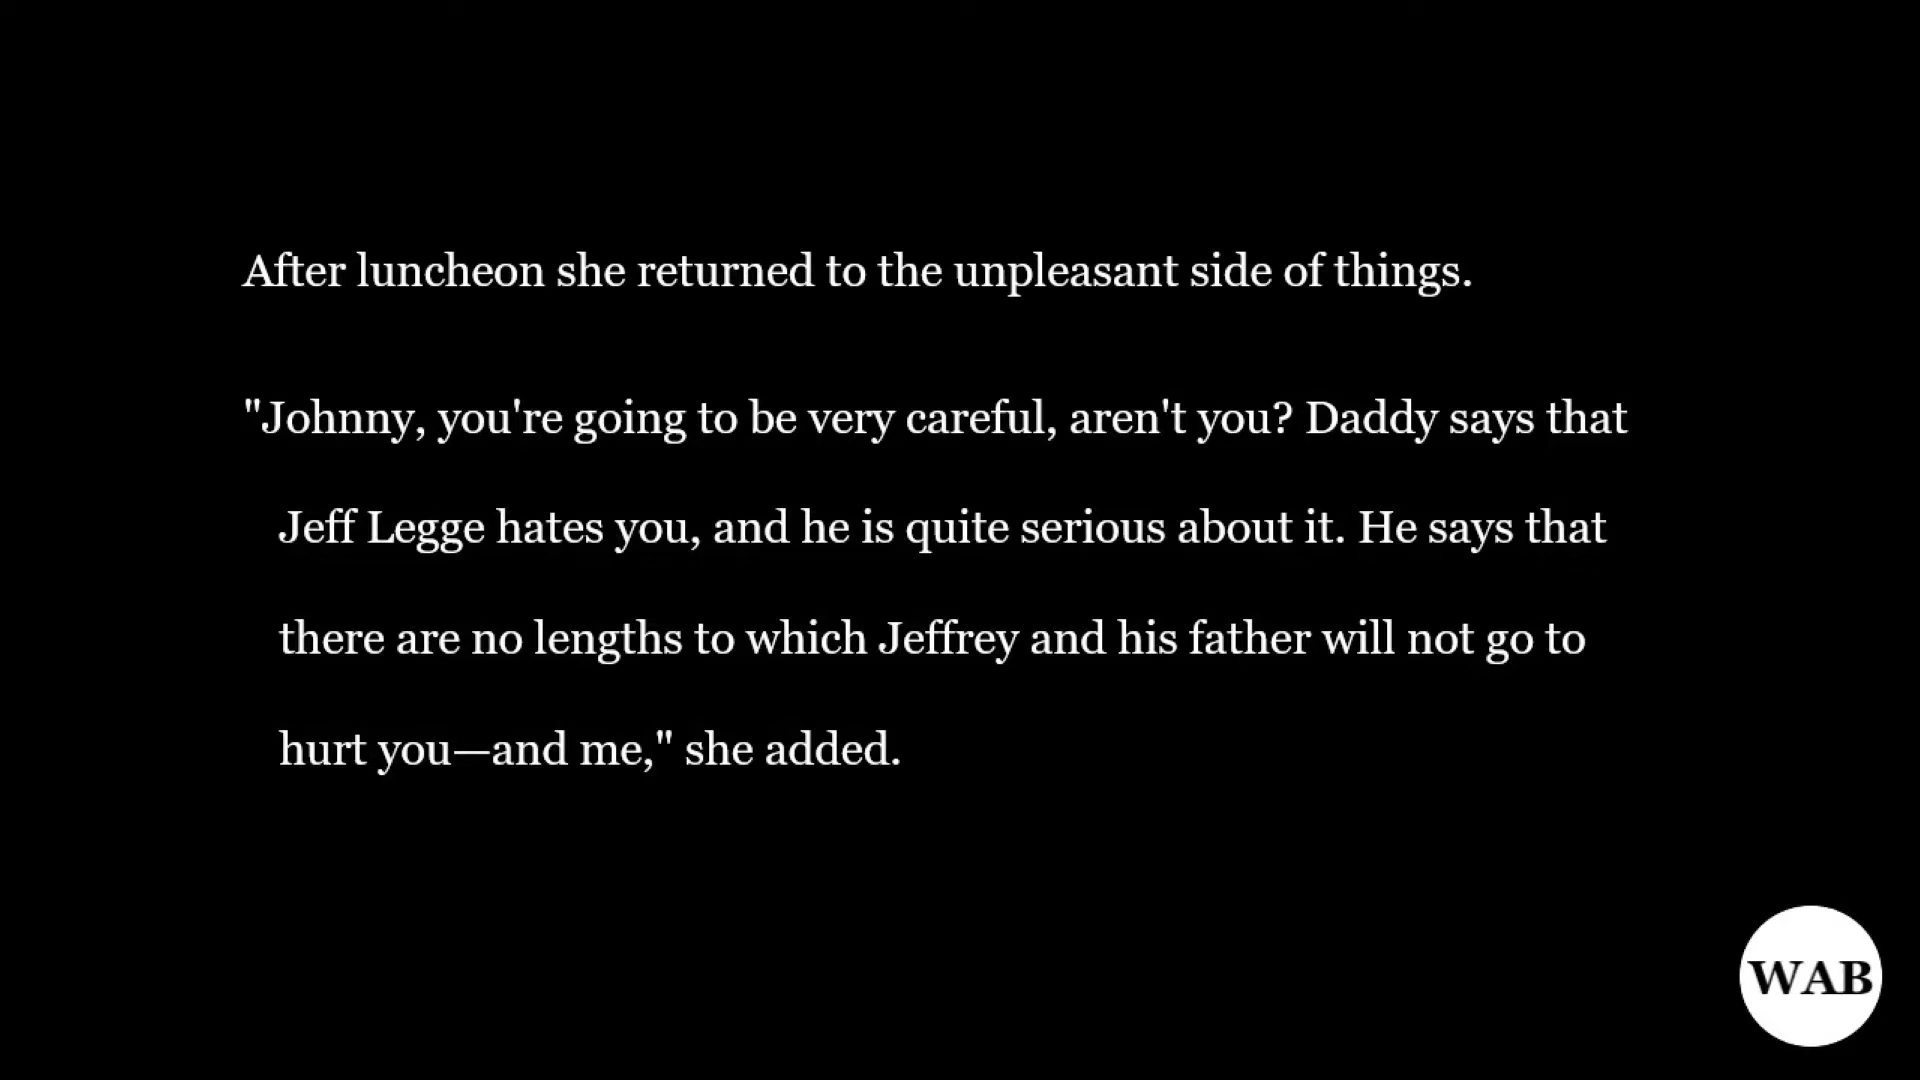 After luncheon she returned to the unpleasant side of things.
"Johnny, you're going to be very careful, aren't you? Daddy says that
Jeff Legge hates you, and he is quite serious about it. He says that
there are no lengths to which Jeffrey and his father will not go to
hurt you—and me," she added.
WAB